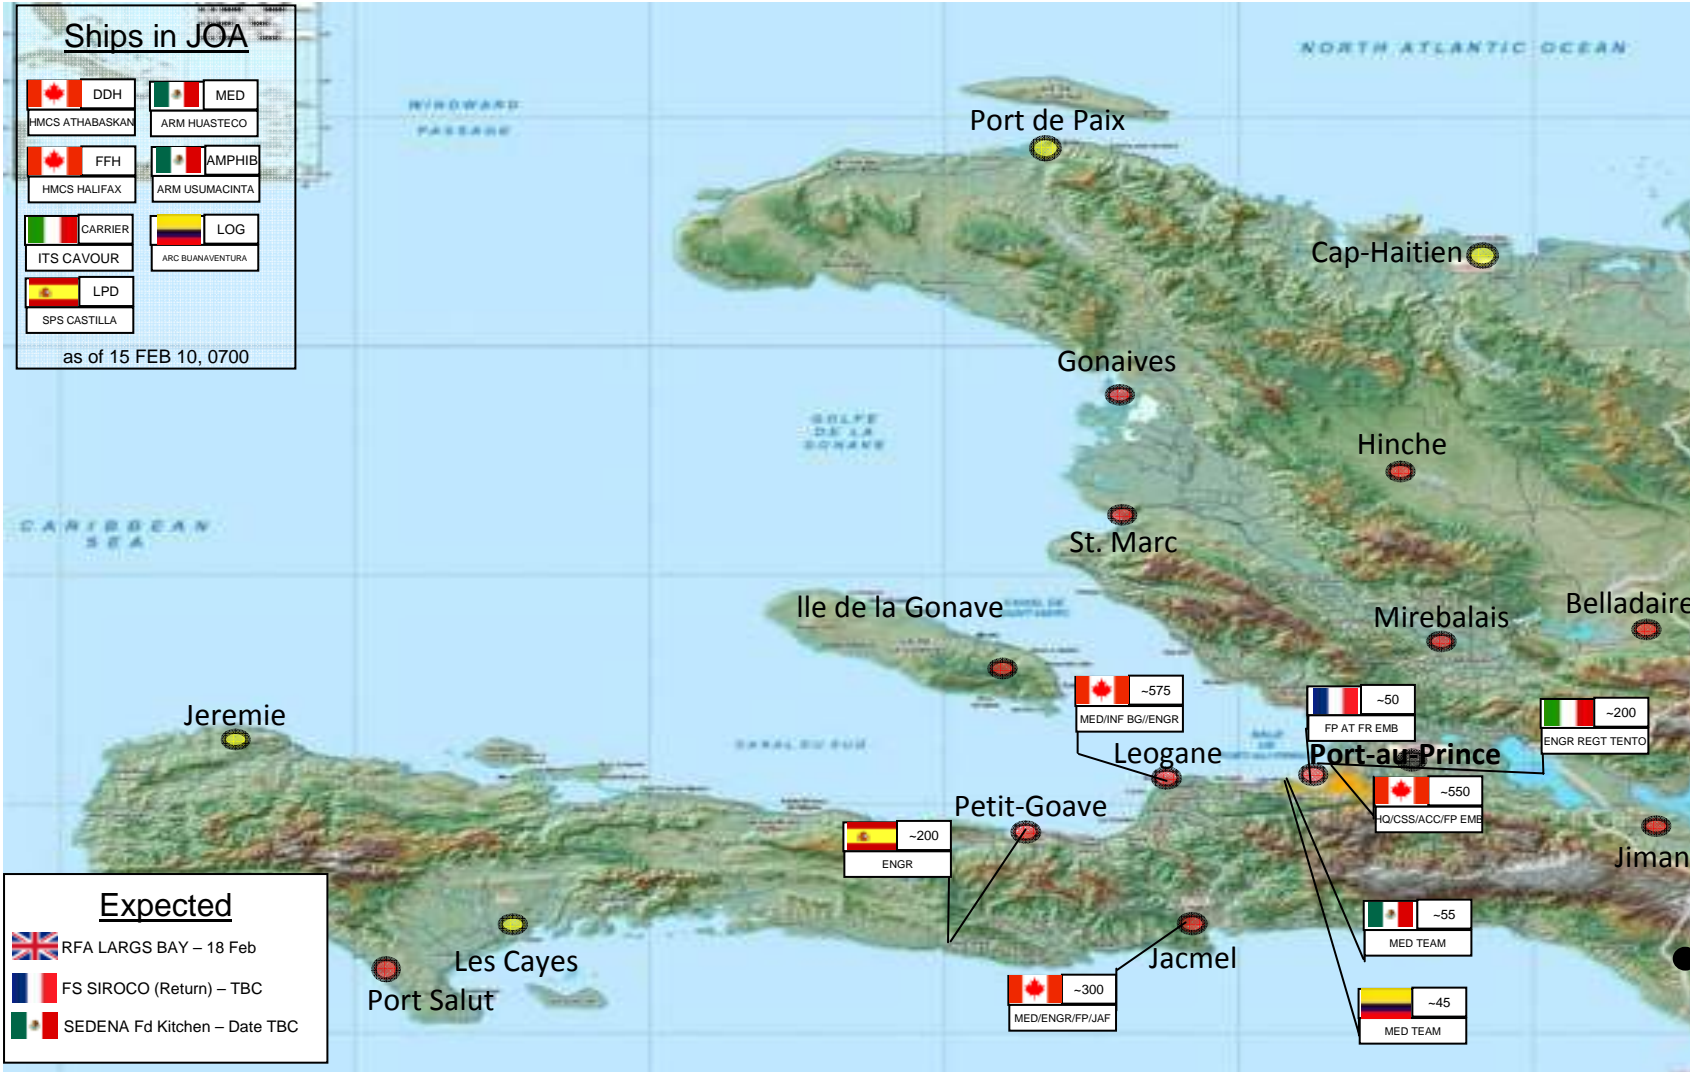 Ships in JOA
DDH
HMCS ATHABASKAN
MED
ARM HUASTECO
FFH
HMCS HALIFAX
AMPHIB
ARM USUMACINTA
CARRIER
ITS CAVOUR
LOG
ARC BUANAVENTURA
LPD
SPS CASTILLA
as of 15 FEB 10, 0700
NORTH ATLANTIC OCEAN
WINDWARD
PASSAGE
Port de Paix
Cap-Haitien
Gonaives
GOLFE
DE LA
GONAVE
Hinche
CARIBBEAN
SEA
St. Marc
Ile de la Gonave
Mirebalais
Belladaire
~575
MED/INF BG//ENGR
~50
FP AT FR EMB
~200
ENGR REGT TENTO
Jeremie
CANAL DU SUD
Leogane
Port-au-Prince
~550
HQ/CSS/ACC/FP EMB
Petit-Goave
~200
ENGR
Jiman
~55
MED TEAM
Jacmel
Les Cayes
Port Salut
~300
MED/ENGR/FP/JAF
~45
MED TEAM
Expected
RFA LARGS BAY – 18 Feb
FS SIROCO (Return) – TBC
SEDENA Fd Kitchen – Date TBC